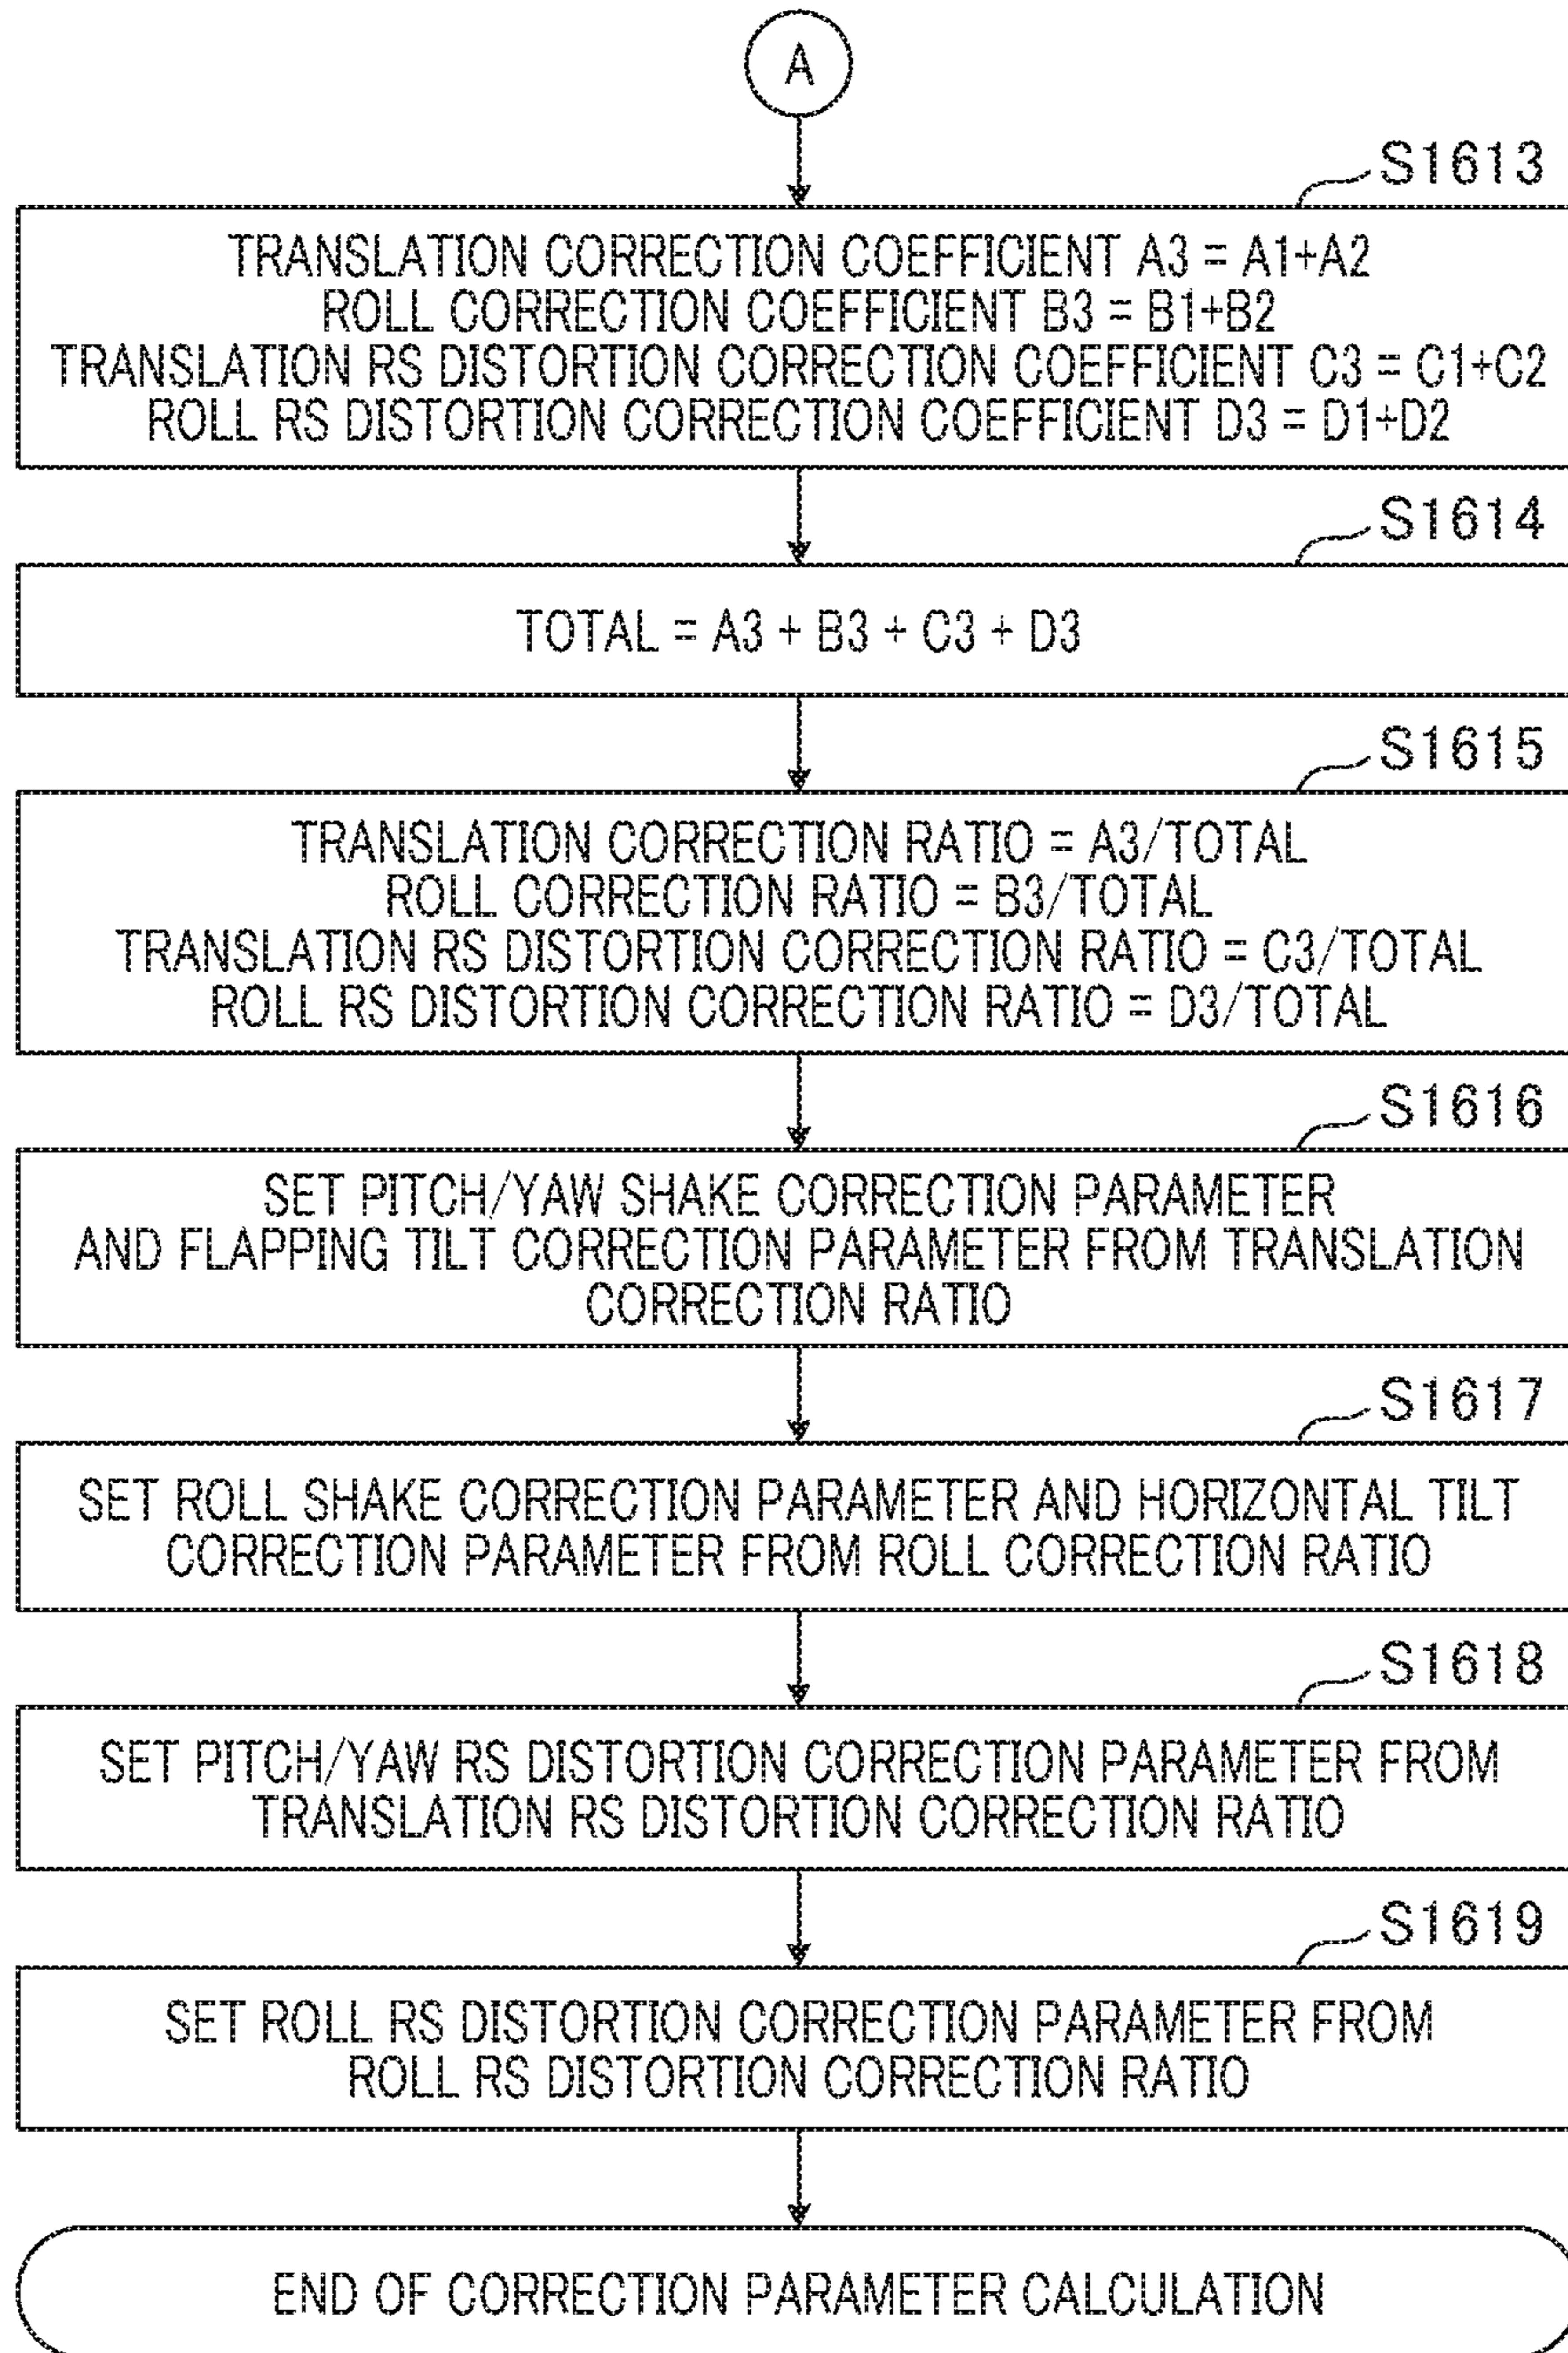 A
S1613
TRANSLATION CORRECTION COEFFICIENT A3 = A1+A2
ROLL CORRECTION COEFFICIENT B3 = B1+B2
TRANSLATION RS DISTORTION CORRECTION COEFFICIENT C3 = C1+C2
ROLL RS DISTORTION CORRECTION COEFFICIENT D3 = D1+D2
S1614
TOTAL = A3 + B3 + C3 + D3
S1615
TRANSLATION CORRECTION RATIO = A3/TOTAL
ROLL CORRECTION RATIO = B3/TOTAL
TRANSLATION RS DISTORTION CORRECTION RATIO = C3/TOTAL
ROLL RS DISTORTION CORRECTION RATIO = D3/TOTAL
S1616
SET PITCH/YAW SHAKE CORRECTION PARAMETER
AND FLAPPING TILT CORRECTION PARAMETER FROM TRANSLATION
CORRECTION RATIO
S1617
SET ROLL SHAKE CORRECTION PARAMETER AND HORIZONTAL TILT
CORRECTION PARAMETER FROM ROLL CORRECTION RATIO
S1618
SET PITCH/YAW RS DISTORTION CORRECTION PARAMETER FROM
TRANSLATION RS DISTORTION CORRECTION RATIO
S1619
SET ROLL RS DISTORTION CORRECTION PARAMETER FROM
ROLL RS DISTORTION CORRECTION RATIO
END OF CORRECTION PARAMETER CALCULATION